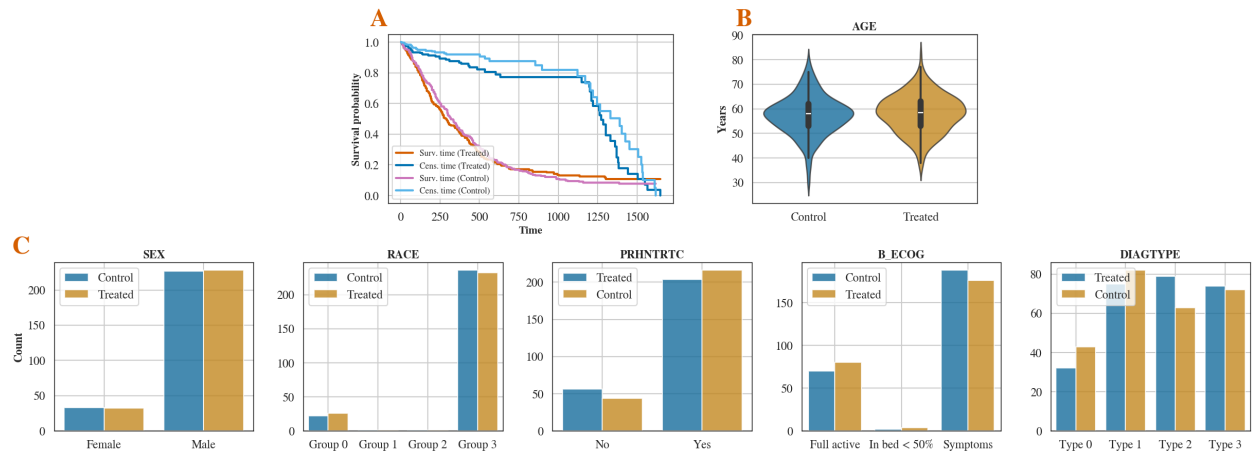 A
1.0
0.8
0.6
0.4
0.2
0.0
Survival probability
Surv. time (Treated)
Cens. time (Treated)
Surv. time (Control)
Cens. time (Control)
0 250 500 750 1000 1250 1500
Time
B
AGE
90
80
70
60
50
40
30
Years
Control Treated
C
SEX
Control
Treated
200
150
100
50
0
Count
Female Male
RACE
Control
Treated
200
150
100
50
0
Group 0 Group 1 Group 2 Group 3
PRHNTRTC
Treated
Control
200
150
100
50
0
No Yes
B_ECOG
Control
Treated
150
100
50
0
Full active In bed < 50% Symptoms
DIAGTYPE
Treated
Control
80
60
40
20
0
Type 0 Type 1 Type 2 Type 3